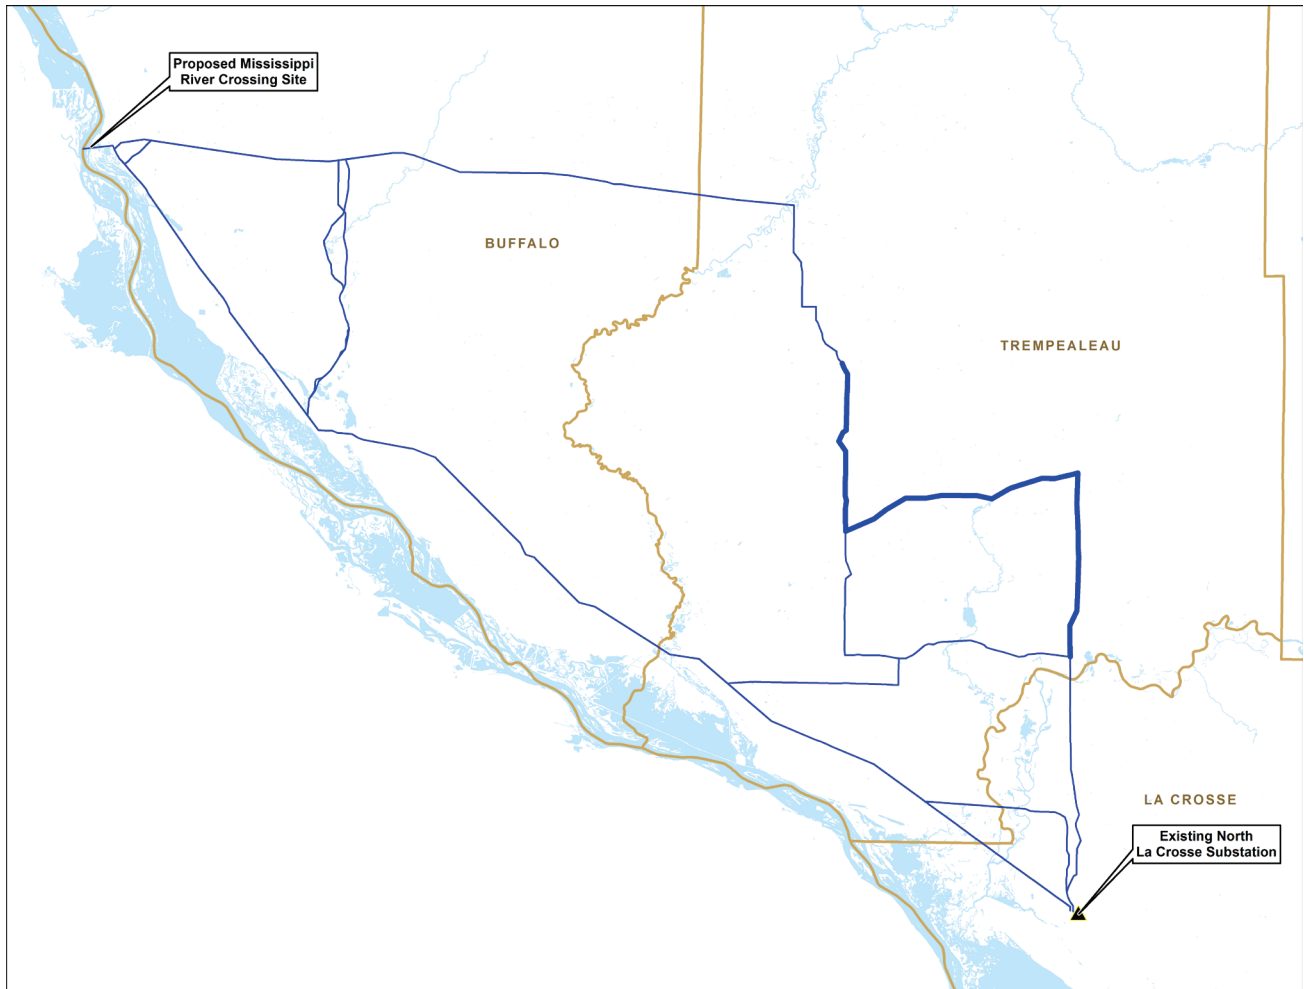 Proposed Mississippi
River Crossing Site
BUFFALO
TREMPEALEAU
LA CROSSE
Existing North
La Crosse Substation